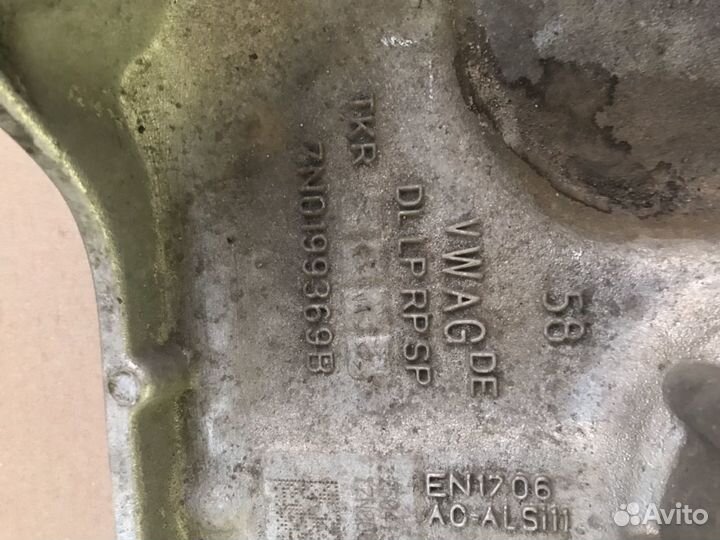 58
VWAG DE
DL LP RP SP
TKR
7N0199369B
EN1706
AC-ALSi11
Avito